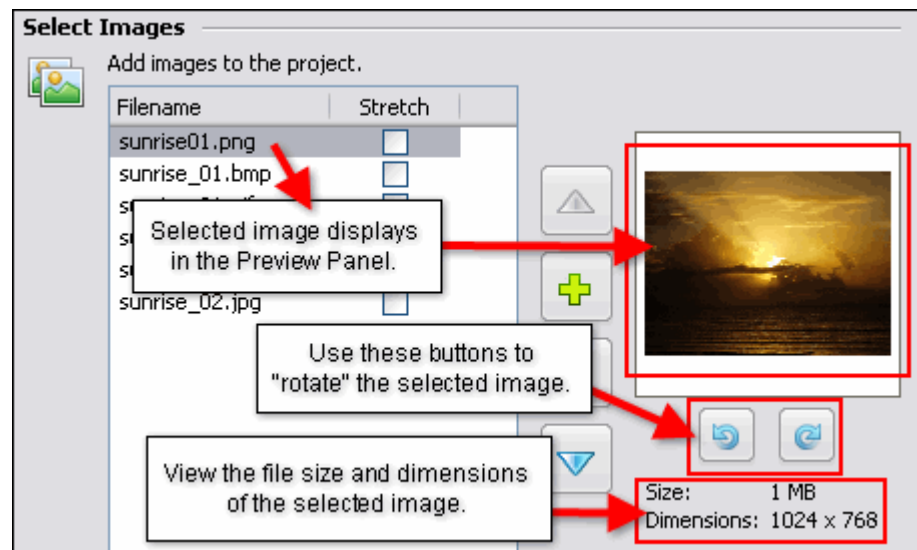 Select Images
Add images to the project.
Filename Stretch
sunrise01.png
sunrise_01.bmp
Selected image displays
in the Preview Panel.
sunrise_02.jpg
Use these buttons to
"rotate" the selected image.
View the file size and dimensions
of the selected image.
Size: 1 MB
Dimensions: 1024 x 768